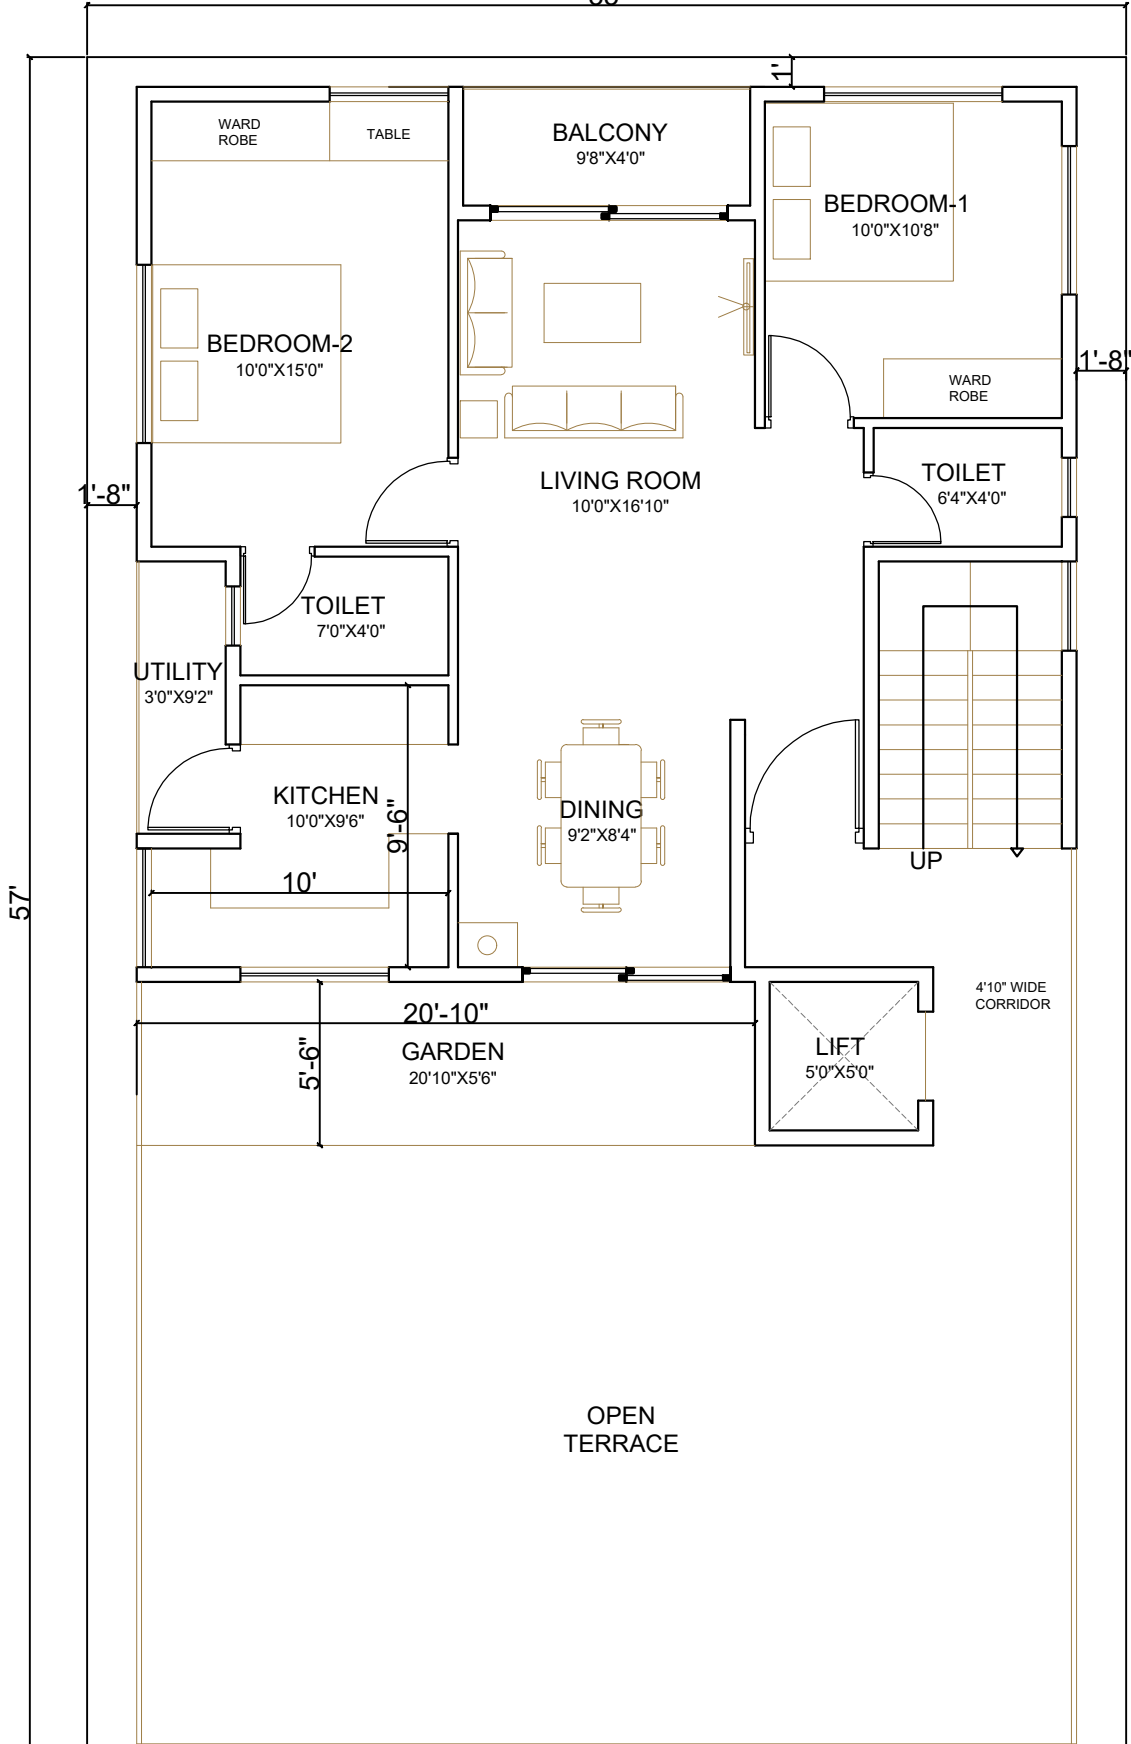 1'
WARD
ROBE
TABLE
BALCONY
9'8"X4'0"
BEDROOM-1
10'0"X10'8"
BEDROOM-2
10'0"X15'0"
1'-8"
WARD
ROBE
LIVING ROOM
10'0"X16'10"
TOILET
6'4"X4'0"
1'-8"
TOILET
7'0"X4'0"
UTILITY
3'0"X9'2"
KITCHEN
10'0"X9'6"
9'-6"
DINING
9'2"X8'4"
UP
10'
57'
4'10" WIDE
CORRIDOR
20'-10"
GARDEN
20'10"X5'6"
5'-6"
LIFT
5'0"X5'0"
OPEN
TERRACE